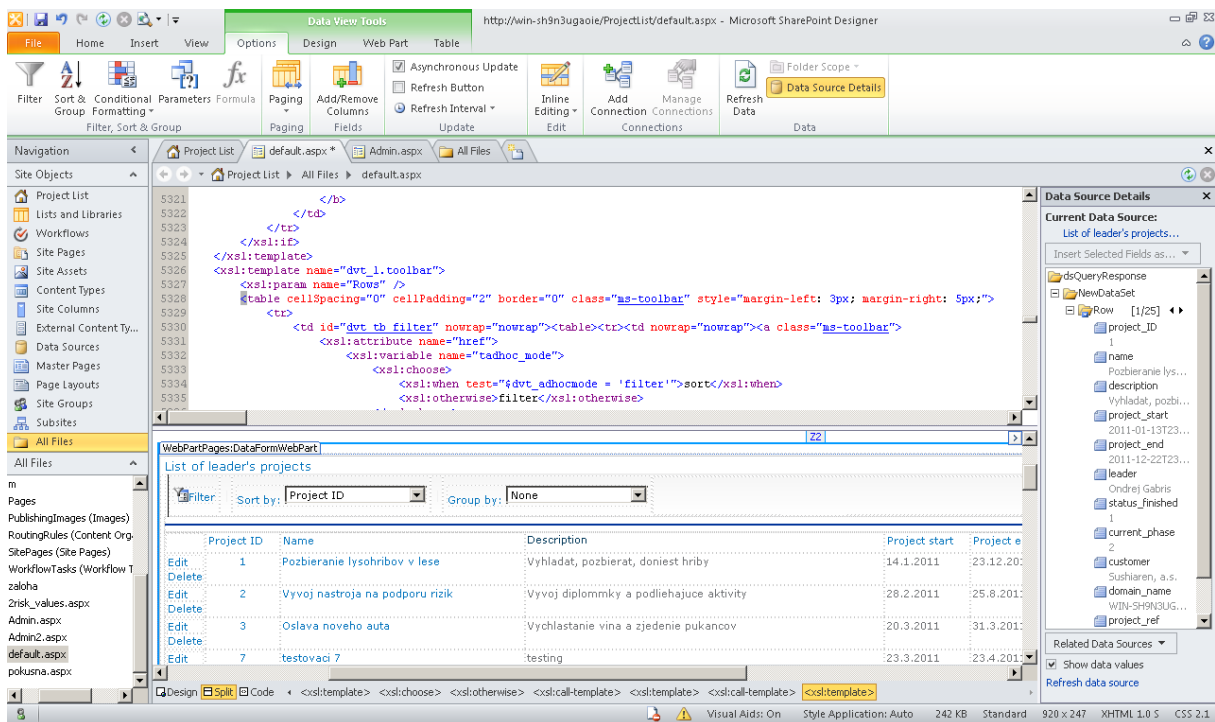 Data View Tools
http://win-sh9n3ugaoie/ProjectList/default.aspx - Microsoft SharePoint Designer
File Home Insert View Options Design Web Part Table
Filter
Sort & Group
Conditional Formatting
Parameters
Formula
Filter, Sort & Group
Paging
Paging
Add/Remove Columns
Fields
Asynchronous Update
Refresh Button
Refresh Interval
Update
Inline Editing
Edit
Add Connection
Manage Connections
Connections
Refresh Data
Folder Scope
Data Source Details
Data
Navigation
Site Objects
Project List
Lists and Libraries
Workflows
Site Pages
Site Assets
Content Types
Site Columns
External Content Ty...
Data Sources
Master Pages
Page Layouts
Site Groups
Subsites
All Files
All Files
m
Pages
PublishingImages (Images)
RoutingRules (Content Org
SitePages (Site Pages)
WorkflowTasks (Workflow T
zaloha
2risk_values.aspx
Admin.aspx
Admin2.aspx
default.aspx
pokusna.aspx
Project List default.aspx * Admin.aspx All Files
Project List All Files default.aspx
5321 </b>
5322 </td>
5323 </tr>
5324 </xsl:if>
5325 </xsl:template>
5326 <xsl:template name="dvt_1.toolbar">
5327 <xsl:param name="Rows" />
5328 <table cellSpacing="0" cellPadding="2" border="0" class="ms-toolbar" style="margin-left: 3px; margin-right: 5px;">
5329 <tr>
5330 <td id="dvt_tb_filter" nowrap="nowrap"><table><tr><td nowrap="nowrap"><a class="ms-toolbar">
5331 <xsl:attribute name="href">
5332 <xsl:variable name="tadhoc_mode">
5333 <xsl:choose>
5334 <xsl:when test="$dvt_adhocmode = 'filter'">sort</xsl:when>
5335 <xsl:otherwise>filter</xsl:otherwise>
Z2
WebPartPages:DataFormWebPart
List of leader's projects
Filter Sort by: Project ID Group by: None
Project ID Name Description Project start Project e
Edit Delete 1 Pozbieranie lysohribov v lese Vyhladat, pozbierat, doniest hriby 14.1.2011 23.12.20
Edit Delete 2 Vyvoj nastroja na podporu rizik Vyvoj diplommky a podliehajuce aktivity 28.2.2011 25.8.201
Edit Delete 3 Oslava noveho auta Vychlastanie vina a zjedenie pukancov 20.3.2011 31.3.201
Edit 7 testovaci 7 testing 23.3.2011 23.4.201
Design Split Code <xsl:template> <xsl:choose> <xsl:otherwise> <xsl:call-template> <xsl:template> <xsl:call-template> <xsl:template>
Data Source Details
Current Data Source:
List of leader's projects...
Insert Selected Fields as...
dsQueryResponse
NewDataSet
Row [1/25]
project_ID
1
name
Pozbieranie lys...
description
Vyhladat, pozbi...
project_start
2011-01-13T23...
project_end
2011-12-22T23...
leader
Ondrej Gabris
status_finished
1
current_phase
2
customer
Sushiaren, a.s.
domain_name
WIN-SH9N3UG...
project_ref
Related Data Sources
Show data values
Refresh data source
Visual Aids: On Style Application: Auto 242 KB Standard 920 x 247 XHTML 1.0 S CSS 2.1